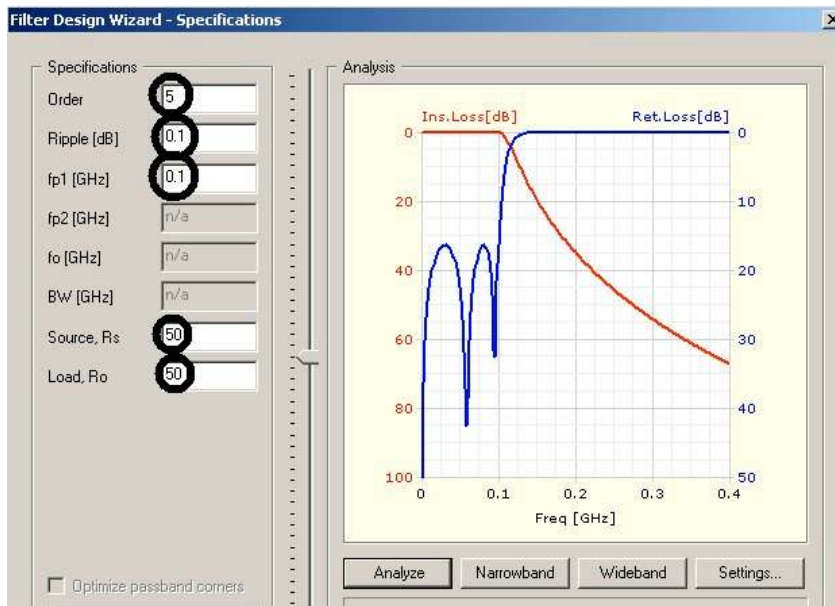 Filter Design Wizard - Specifications
Specifications
Order 5
Ripple [dB] 0.1
fp1 [GHz] 0.1
fp2 [GHz] n/a
fo [GHz] n/a
BW [GHz] n/a
Source, Rs 50
Load, Ro 50
Optimize passband corners
Analysis
Ins.Loss[dB] Ret.Loss[dB]
0 0
20 10
40 20
60 30
80 40
100 50
0 0.1 0.2 0.3 0.4
Freq [GHz]
Analyze Narrowband Wideband Settings...